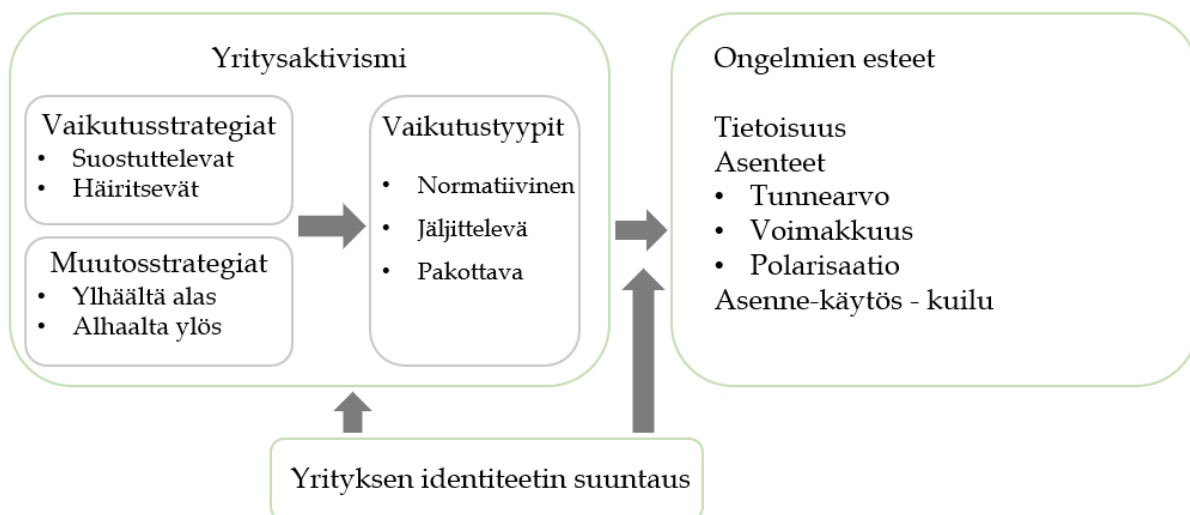 Yritysaktivismi
Vaikutusstrategiat
• Suostuttelevat
• Häiritsevät
Muutosstrategiat
• Ylhäältä alas
• Alhaalta ylös
Vaikutustyypit
• Normatiivinen
• Jäljittelevä
• Pakottava
Ongelmien esteet
Tietoisuus
Asenteet
• Tunnearvo
• Voimakkuus
• Polarisaatio
Asenne-käytös - kuilu
Yrityksen identiteetin suuntaus